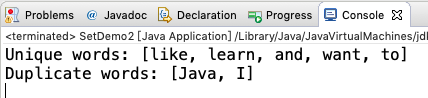 Problems @ Javadoc Declaration Progress Console
<terminated> SetDemo2 [Java Application] /Library/Java/JavaVirtualMachines/jd
Unique words: [like, learn, and, want, to]
Duplicate words: [Java, I]